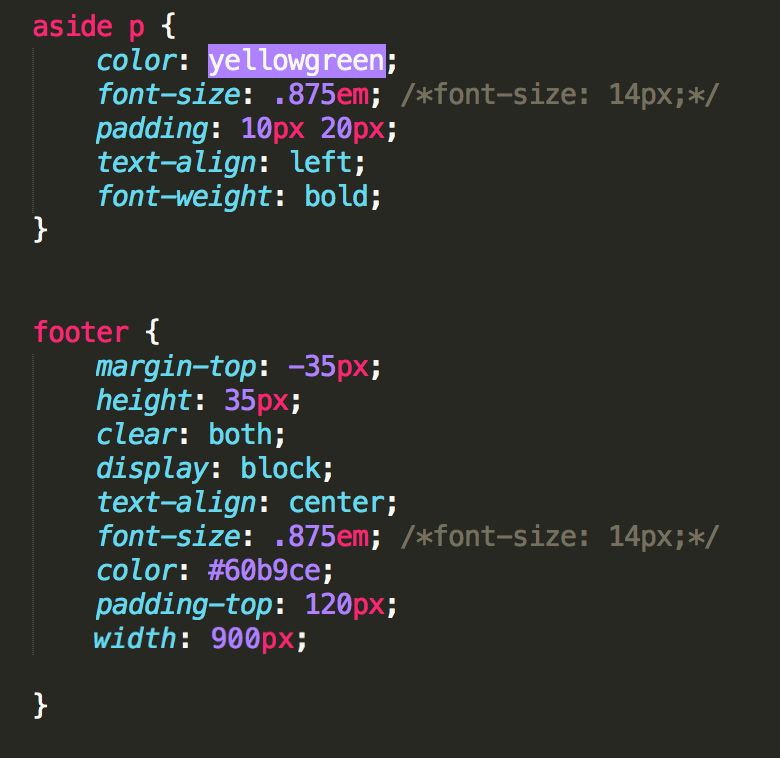 aside p {
color: yellowgreen;
font-size: .875em; /*font-size: 14px;*/
padding: 10px 20px;
text-align: left;
font-weight: bold;
}
footer {
margin-top: -35px;
height: 35px;
clear: both;
display: block;
text-align: center;
font-size: .875em; /*font-size: 14px;*/
color: #60b9ce;
padding-top: 120px;
width: 900px;
}